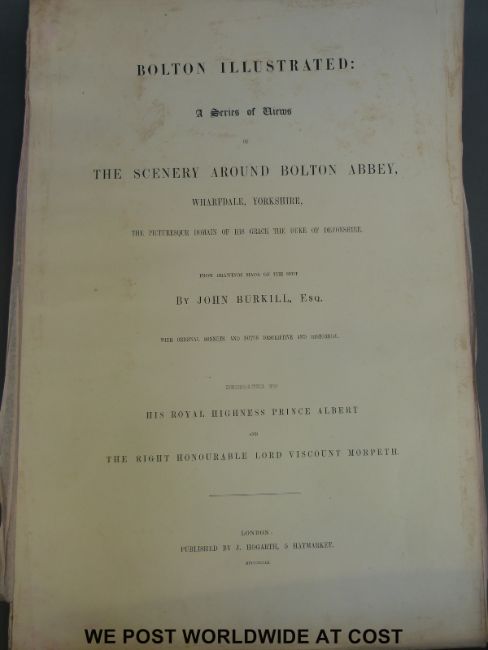 BOLTON ILLUSTRATED:
A Series of Views
OF
THE SCENERY AROUND BOLTON ABBEY,
WHARFDALE, YORKSHIRE,
THE PICTURESQUE DOMAIN OF HIS GRACE THE DUKE OF DEVONSHIRE.
FROM DRAWINGS MADE ON THE SPOT
BY JOHN BURKILL, ESQ.
WITH ORIGINAL SONNETS AND NOTES DESCRIPTIVE AND HISTORICAL.
DEDICATED TO
HIS ROYAL HIGHNESS PRINCE ALBERT
AND
THE RIGHT HONOURABLE LORD VISCOUNT MORPETH.
LONDON:
PUBLISHED BY J. HOGARTH, 5 HAYMARKET.
WE POST WORLDWIDE AT COST